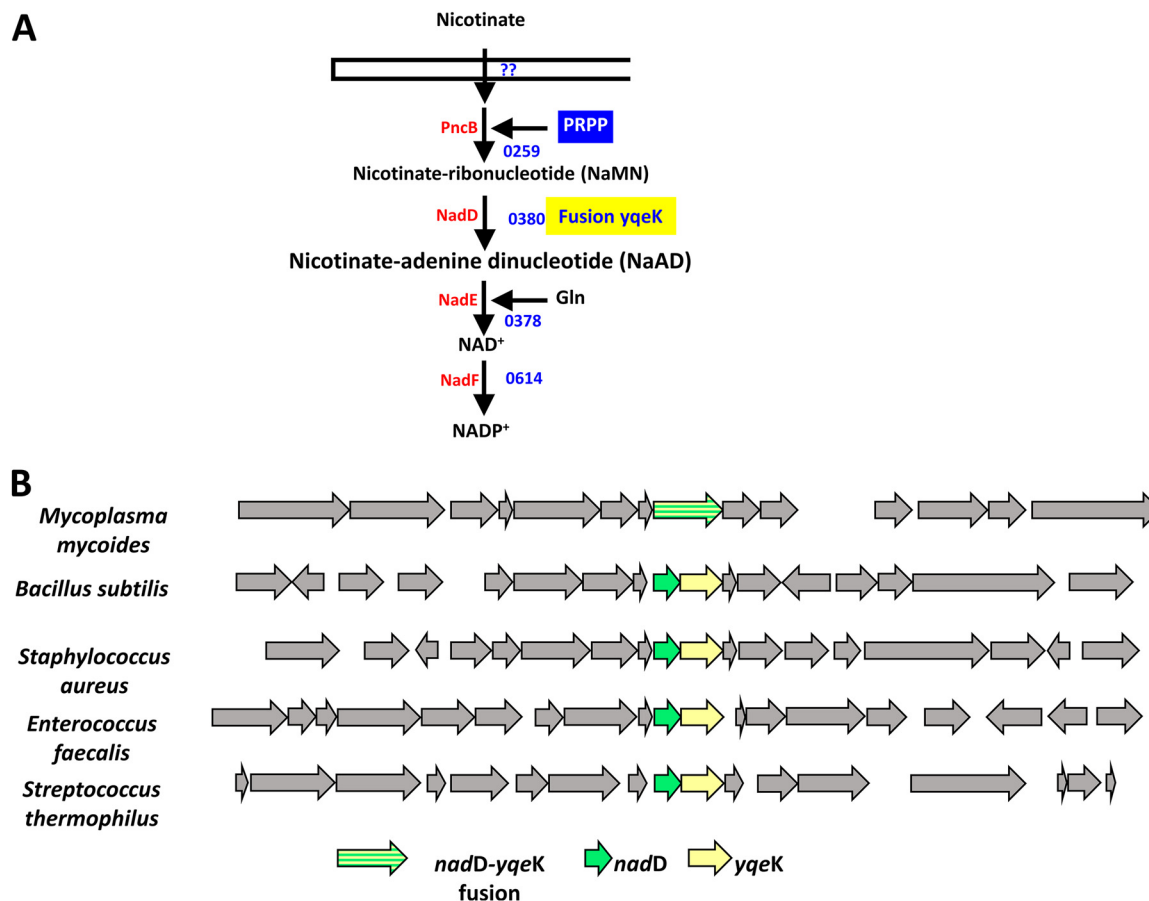 A
Nicotinate
??
PncB
PRPP
0259
Nicotinate-ribonucleotide (NaMN)
NadD
0380
Fusion yqeK
Nicotinate-adenine dinucleotide (NaAD)
NadE
Gln
0378
NAD+
NadF
0614
NADP+
B
Mycoplasma
mycoides
Bacillus subtilis
Staphylococcus
aureus
Enterococcus
faecalis
Streptococcus
thermophilus
nadD-yqeK
fusion
nadD
yqeK